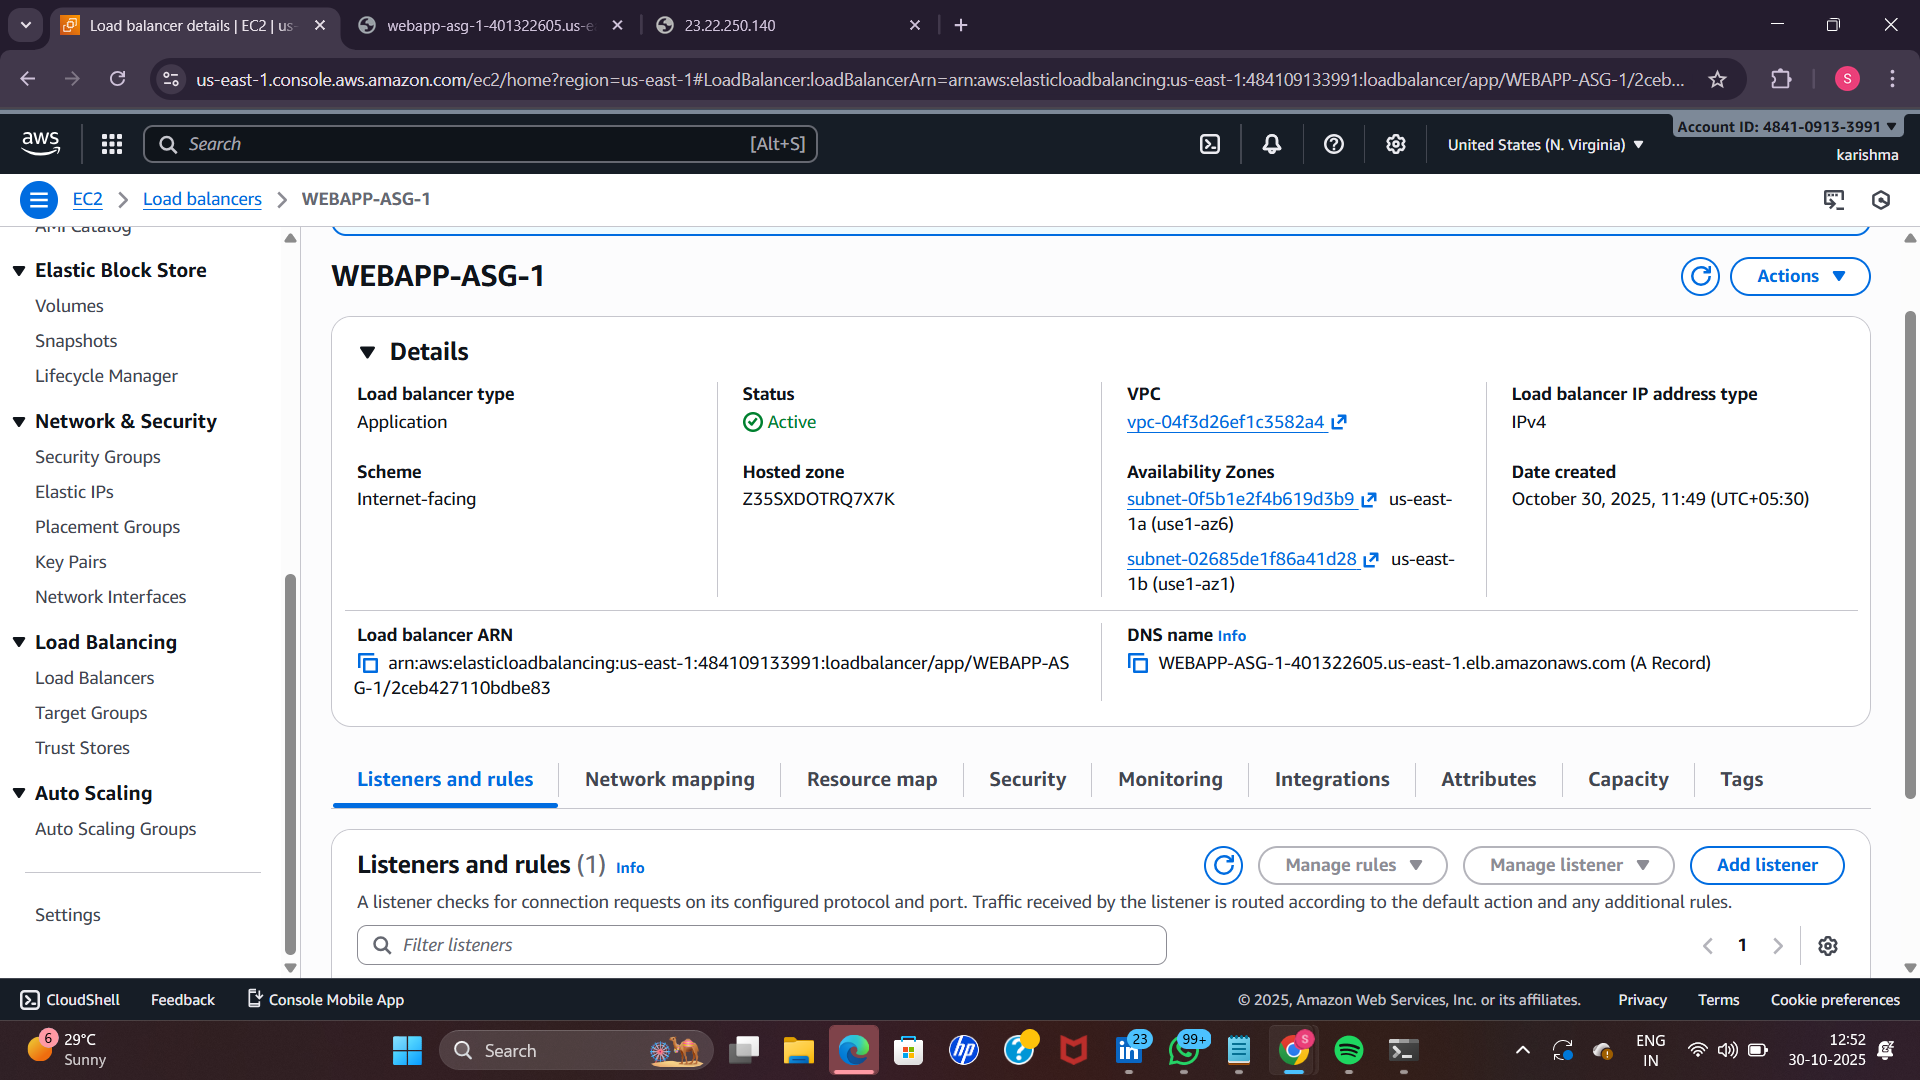 Load balancer details | EC2 | us-
webapp-asg-1-401322605.us-e
23.22.250.140
us-east-1.console.aws.amazon.com/ec2/home?region=us-east-1#LoadBalancer:loadBalancerArn=arn:aws:elasticloadbalancing:us-east-1:484109133991:loadbalancer/app/WEBAPP-ASG-1/2ceb...
S
aws
Search
[Alt+S]
United States (N. Virginia)
Account ID: 4841-0913-3991
karishma
EC2
Load balancers
WEBAPP-ASG-1
AMI Catalog
Elastic Block Store
Volumes
Snapshots
Lifecycle Manager
Network & Security
Security Groups
Elastic IPs
Placement Groups
Key Pairs
Network Interfaces
Load Balancing
Load Balancers
Target Groups
Trust Stores
Auto Scaling
Auto Scaling Groups
Settings
WEBAPP-ASG-1
Actions
Details
Load balancer type
Application
Status
Active
VPC
vpc-04f3d26ef1c3582a4
Load balancer IP address type
IPv4
Scheme
Internet-facing
Hosted zone
Z35SXDOTRQ7X7K
Availability Zones
subnet-0f5b1e2f4b619d3b9 us-east-
1a (use1-az6)
subnet-02685de1f86a41d28 us-east-
1b (use1-az1)
Date created
October 30, 2025, 11:49 (UTC+05:30)
Load balancer ARN
arn:aws:elasticloadbalancing:us-east-1:484109133991:loadbalancer/app/WEBAPP-AS
G-1/2ceb427110bdbe83
DNS name Info
WEBAPP-ASG-1-401322605.us-east-1.elb.amazonaws.com (A Record)
Listeners and rules
Network mapping
Resource map
Security
Monitoring
Integrations
Attributes
Capacity
Tags
Listeners and rules (1) Info
Manage rules
Manage listener
Add listener
A listener checks for connection requests on its configured protocol and port. Traffic received by the listener is routed according to the default action and any additional rules.
Filter listeners
1
CloudShell
Feedback
Console Mobile App
© 2025, Amazon Web Services, Inc. or its affiliates.
Privacy
Terms
Cookie preferences
6
29°C
Sunny
Search
hp
23
99+
S
ENG
IN
12:52
30-10-2025